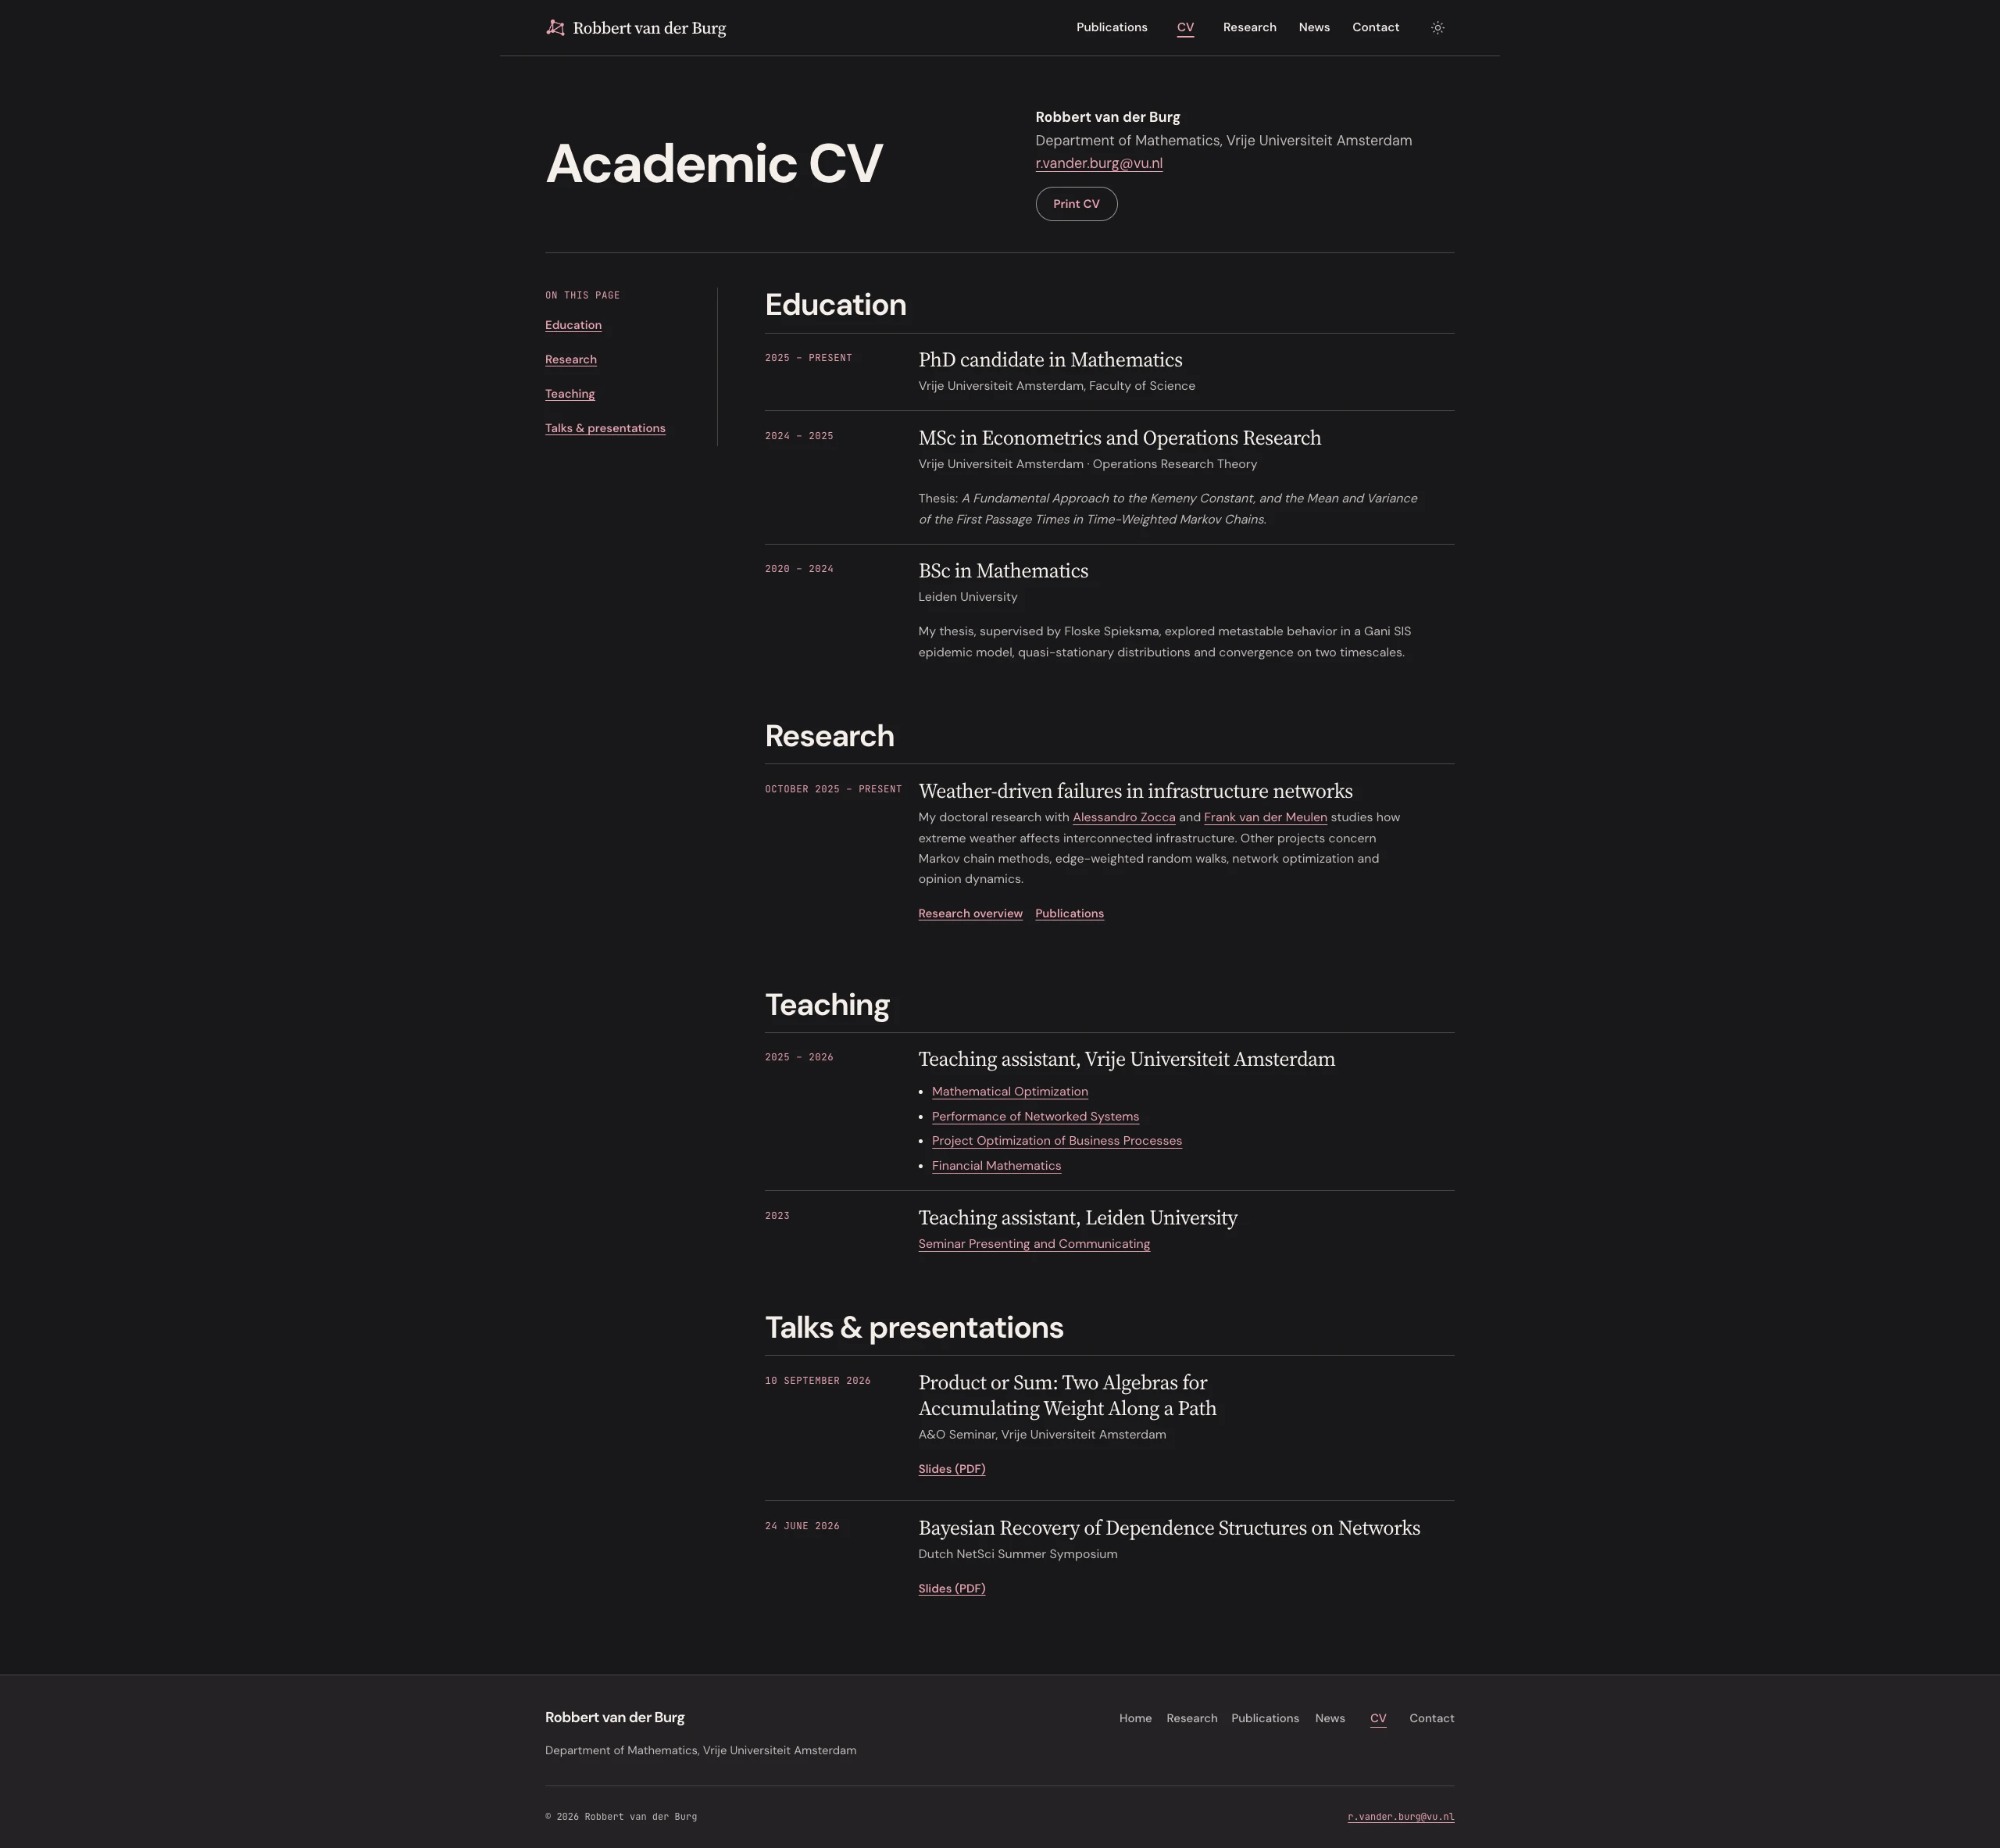 Robbert van der Burg
Publications CV Research News Contact
Academic CV
Robbert van der Burg
Department of Mathematics, Vrije Universiteit Amsterdam
r.vander.burg@vu.nl
Print CV
ON THIS PAGE
Education
Research
Teaching
Talks & presentations
Education
2025 – PRESENT
PhD candidate in Mathematics
Vrije Universiteit Amsterdam, Faculty of Science
2024 – 2025
MSc in Econometrics and Operations Research
Vrije Universiteit Amsterdam · Operations Research Theory
Thesis: A Fundamental Approach to the Kemeny Constant, and the Mean and Variance
of the First Passage Times in Time-Weighted Markov Chains.
2020 – 2024
BSc in Mathematics
Leiden University
My thesis, supervised by Floske Spieksma, explored metastable behavior in a Gani SIS
epidemic model, quasi-stationary distributions and convergence on two timescales.
Research
OCTOBER 2025 – PRESENT
Weather-driven failures in infrastructure networks
My doctoral research with Alessandro Zocca and Frank van der Meulen studies how
extreme weather affects interconnected infrastructure. Other projects concern
Markov chain methods, edge-weighted random walks, network optimization and
opinion dynamics.
Research overview Publications
Teaching
2025 – 2026
Teaching assistant, Vrije Universiteit Amsterdam
• Mathematical Optimization
• Performance of Networked Systems
• Project Optimization of Business Processes
• Financial Mathematics
2023
Teaching assistant, Leiden University
Seminar Presenting and Communicating
Talks & presentations
10 SEPTEMBER 2026
Product or Sum: Two Algebras for
Accumulating Weight Along a Path
A&O Seminar, Vrije Universiteit Amsterdam
Slides (PDF)
24 JUNE 2026
Bayesian Recovery of Dependence Structures on Networks
Dutch NetSci Summer Symposium
Slides (PDF)
Robbert van der Burg
Home Research Publications News CV Contact
Department of Mathematics, Vrije Universiteit Amsterdam
© 2026 Robbert van der Burg
r.vander.burg@vu.nl